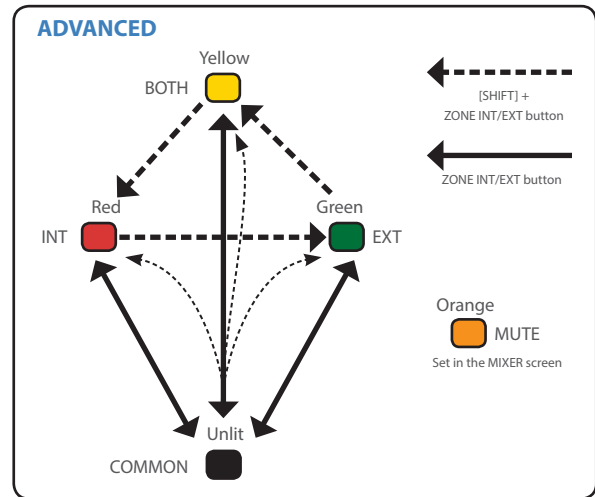 ADVANCED
Yellow
BOTH
[SHIFT] +
ZONE INT/EXT button
ZONE INT/EXT button
Red
Green
INT
EXT
Orange
MUTE
Set in the MIXER screen
Unlit
COMMON